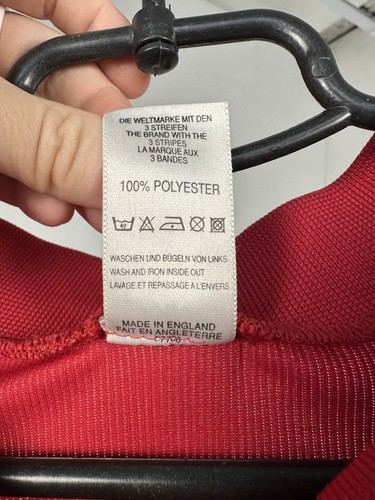 DIE WELTMARKE MIT DEN
3 STREIFEN
THE BRAND WITH THE
3 STRIPES
LA MARQUE AUX
3 BANDES
100% POLYESTER
40
WASCHEN UND BÜGELN VON LINKS
WASH AND IRON INSIDE OUT
LAVAGE ET REPASSAGE A L'ENVERS
MADE IN ENGLAND
FAIT EN ANGLETERRE